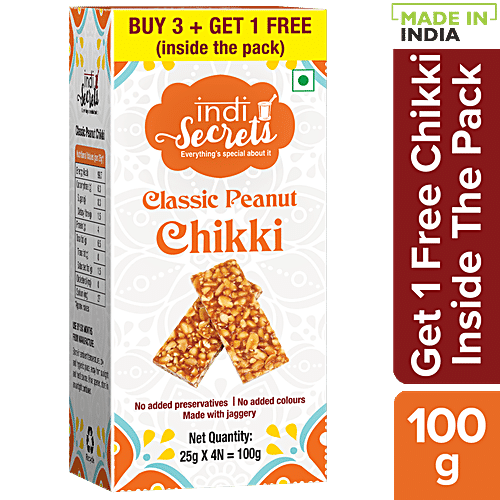 BUY 3 + GET 1 FREE
(inside the pack)
indi
Secrets
Everything's special about it
Classic Peanut
Chikki
No added preservatives | No added colours
Made with jaggery
Net Quantity:
25g X 4N = 100g
indi
Secrets
Classic Peanut Chikki
MADE IN
INDIA
Get 1 Free Chikki
Inside The Pack
100
g